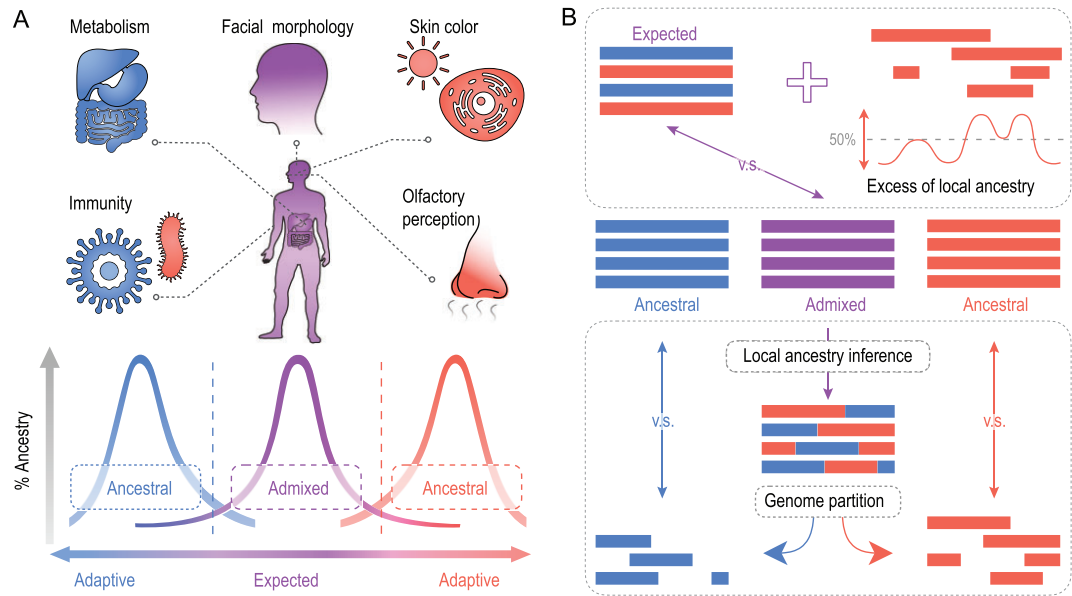 A
Metabolism
Facial morphology
Skin color
Immunity
Olfactory
perception
% Ancestry
Ancestral
Admixed
Ancestral
Adaptive
Expected
Adaptive
B
Expected
50%
v.s.
Excess of local ancestry
Ancestral
Admixed
Ancestral
Local ancestry inference
v.s.
v.s.
Genome partition